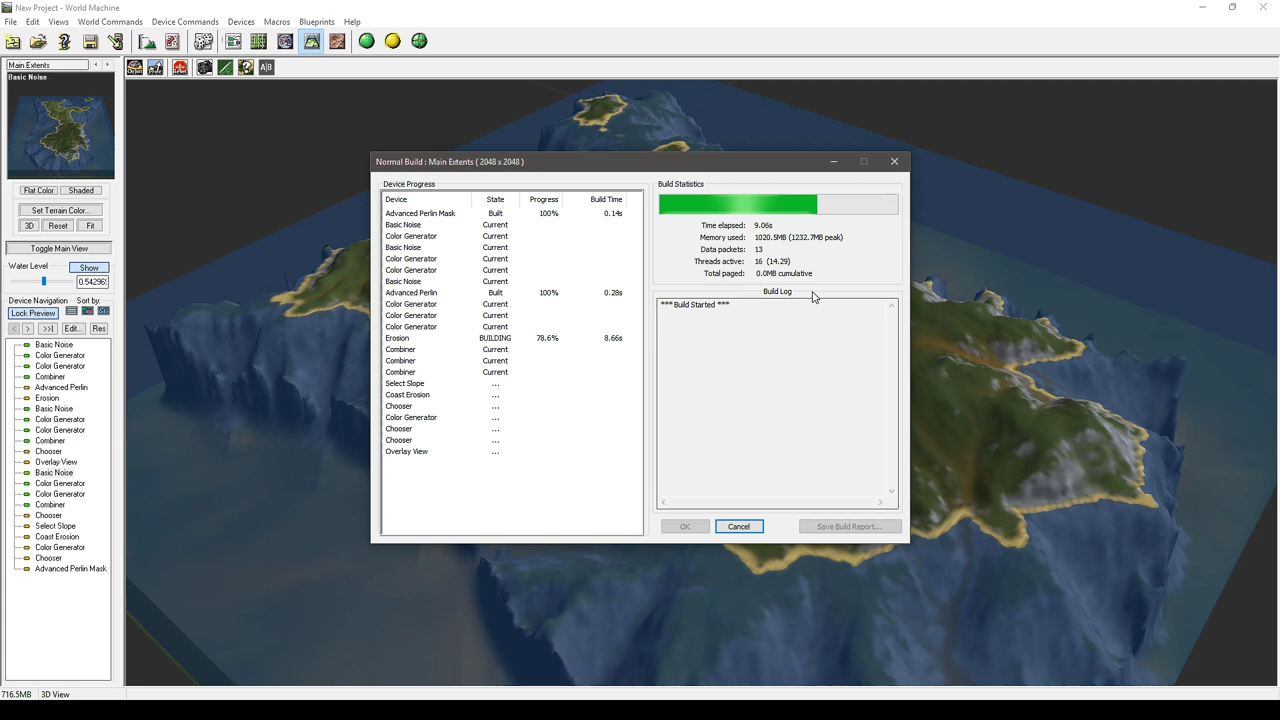 New Project - World Machine
File Edit Views World Commands Device Commands Devices Macros Blueprints Help
Main Extents
Basic Noise
A|B
Flat Color Shaded
Set Terrain Color...
3D Reset Fit
Toggle Main View
Water Level Show
0.54296
Device Navigation Sort by:
Lock Preview
< > >>| Edit... Res
Basic Noise
Color Generator
Color Generator
Combiner
Advanced Perlin
Erosion
Basic Noise
Color Generator
Color Generator
Combiner
Chooser
Overlay View
Basic Noise
Color Generator
Color Generator
Combiner
Chooser
Select Slope
Coast Erosion
Color Generator
Chooser
Advanced Perlin Mask
Normal Build : Main Extents ( 2048 x 2048 )
Device Progress
Device State Progress Build Time
Advanced Perlin Mask Built 100% 0.14s
Basic Noise Current
Color Generator Current
Basic Noise Current
Color Generator Current
Color Generator Current
Basic Noise Current
Advanced Perlin Built 100% 0.28s
Color Generator Current
Color Generator Current
Color Generator Current
Erosion BUILDING 78.6% 8.66s
Combiner Current
Combiner Current
Combiner Current
Select Slope ...
Coast Erosion ...
Chooser ...
Color Generator ...
Chooser ...
Chooser ...
Overlay View ...
Build Statistics
Time elapsed: 9.06s
Memory used: 1020.5MB (1232.7MB peak)
Data packets: 13
Threads active: 16 (14.29)
Total paged: 0.0MB cumulative
Build Log
*** Build Started ***
OK Cancel Save Build Report...
716.5MB 3D View